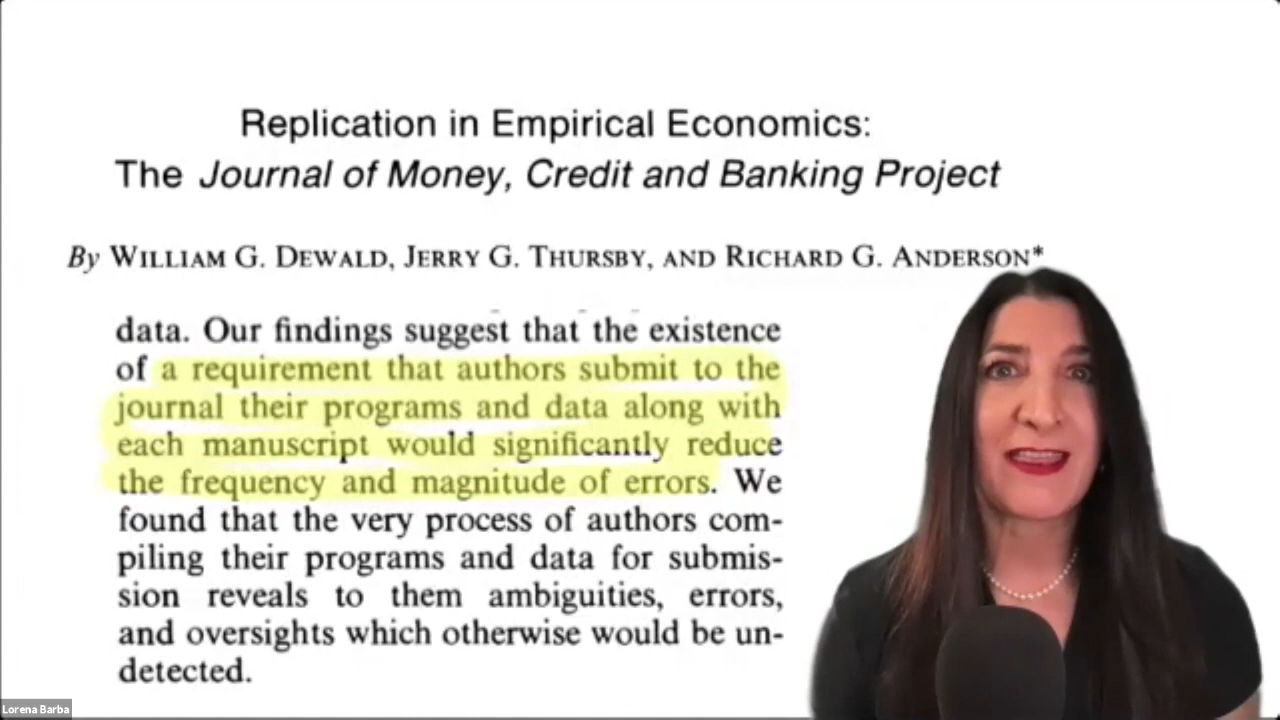 Replication in Empirical Economics:
The Journal of Money, Credit and Banking Project
By WILLIAM G. DEWALD, JERRY G. THURSBY, AND RICHARD G. ANDERSON*
data. Our findings suggest that the existence
of a requirement that authors submit to the
journal their programs and data along with
each manuscript would significantly reduce
the frequency and magnitude of errors. We
found that the very process of authors com-
piling their programs and data for submis-
sion reveals to them ambiguities, errors,
and oversights which otherwise would be un-
detected.
Lorena Barba